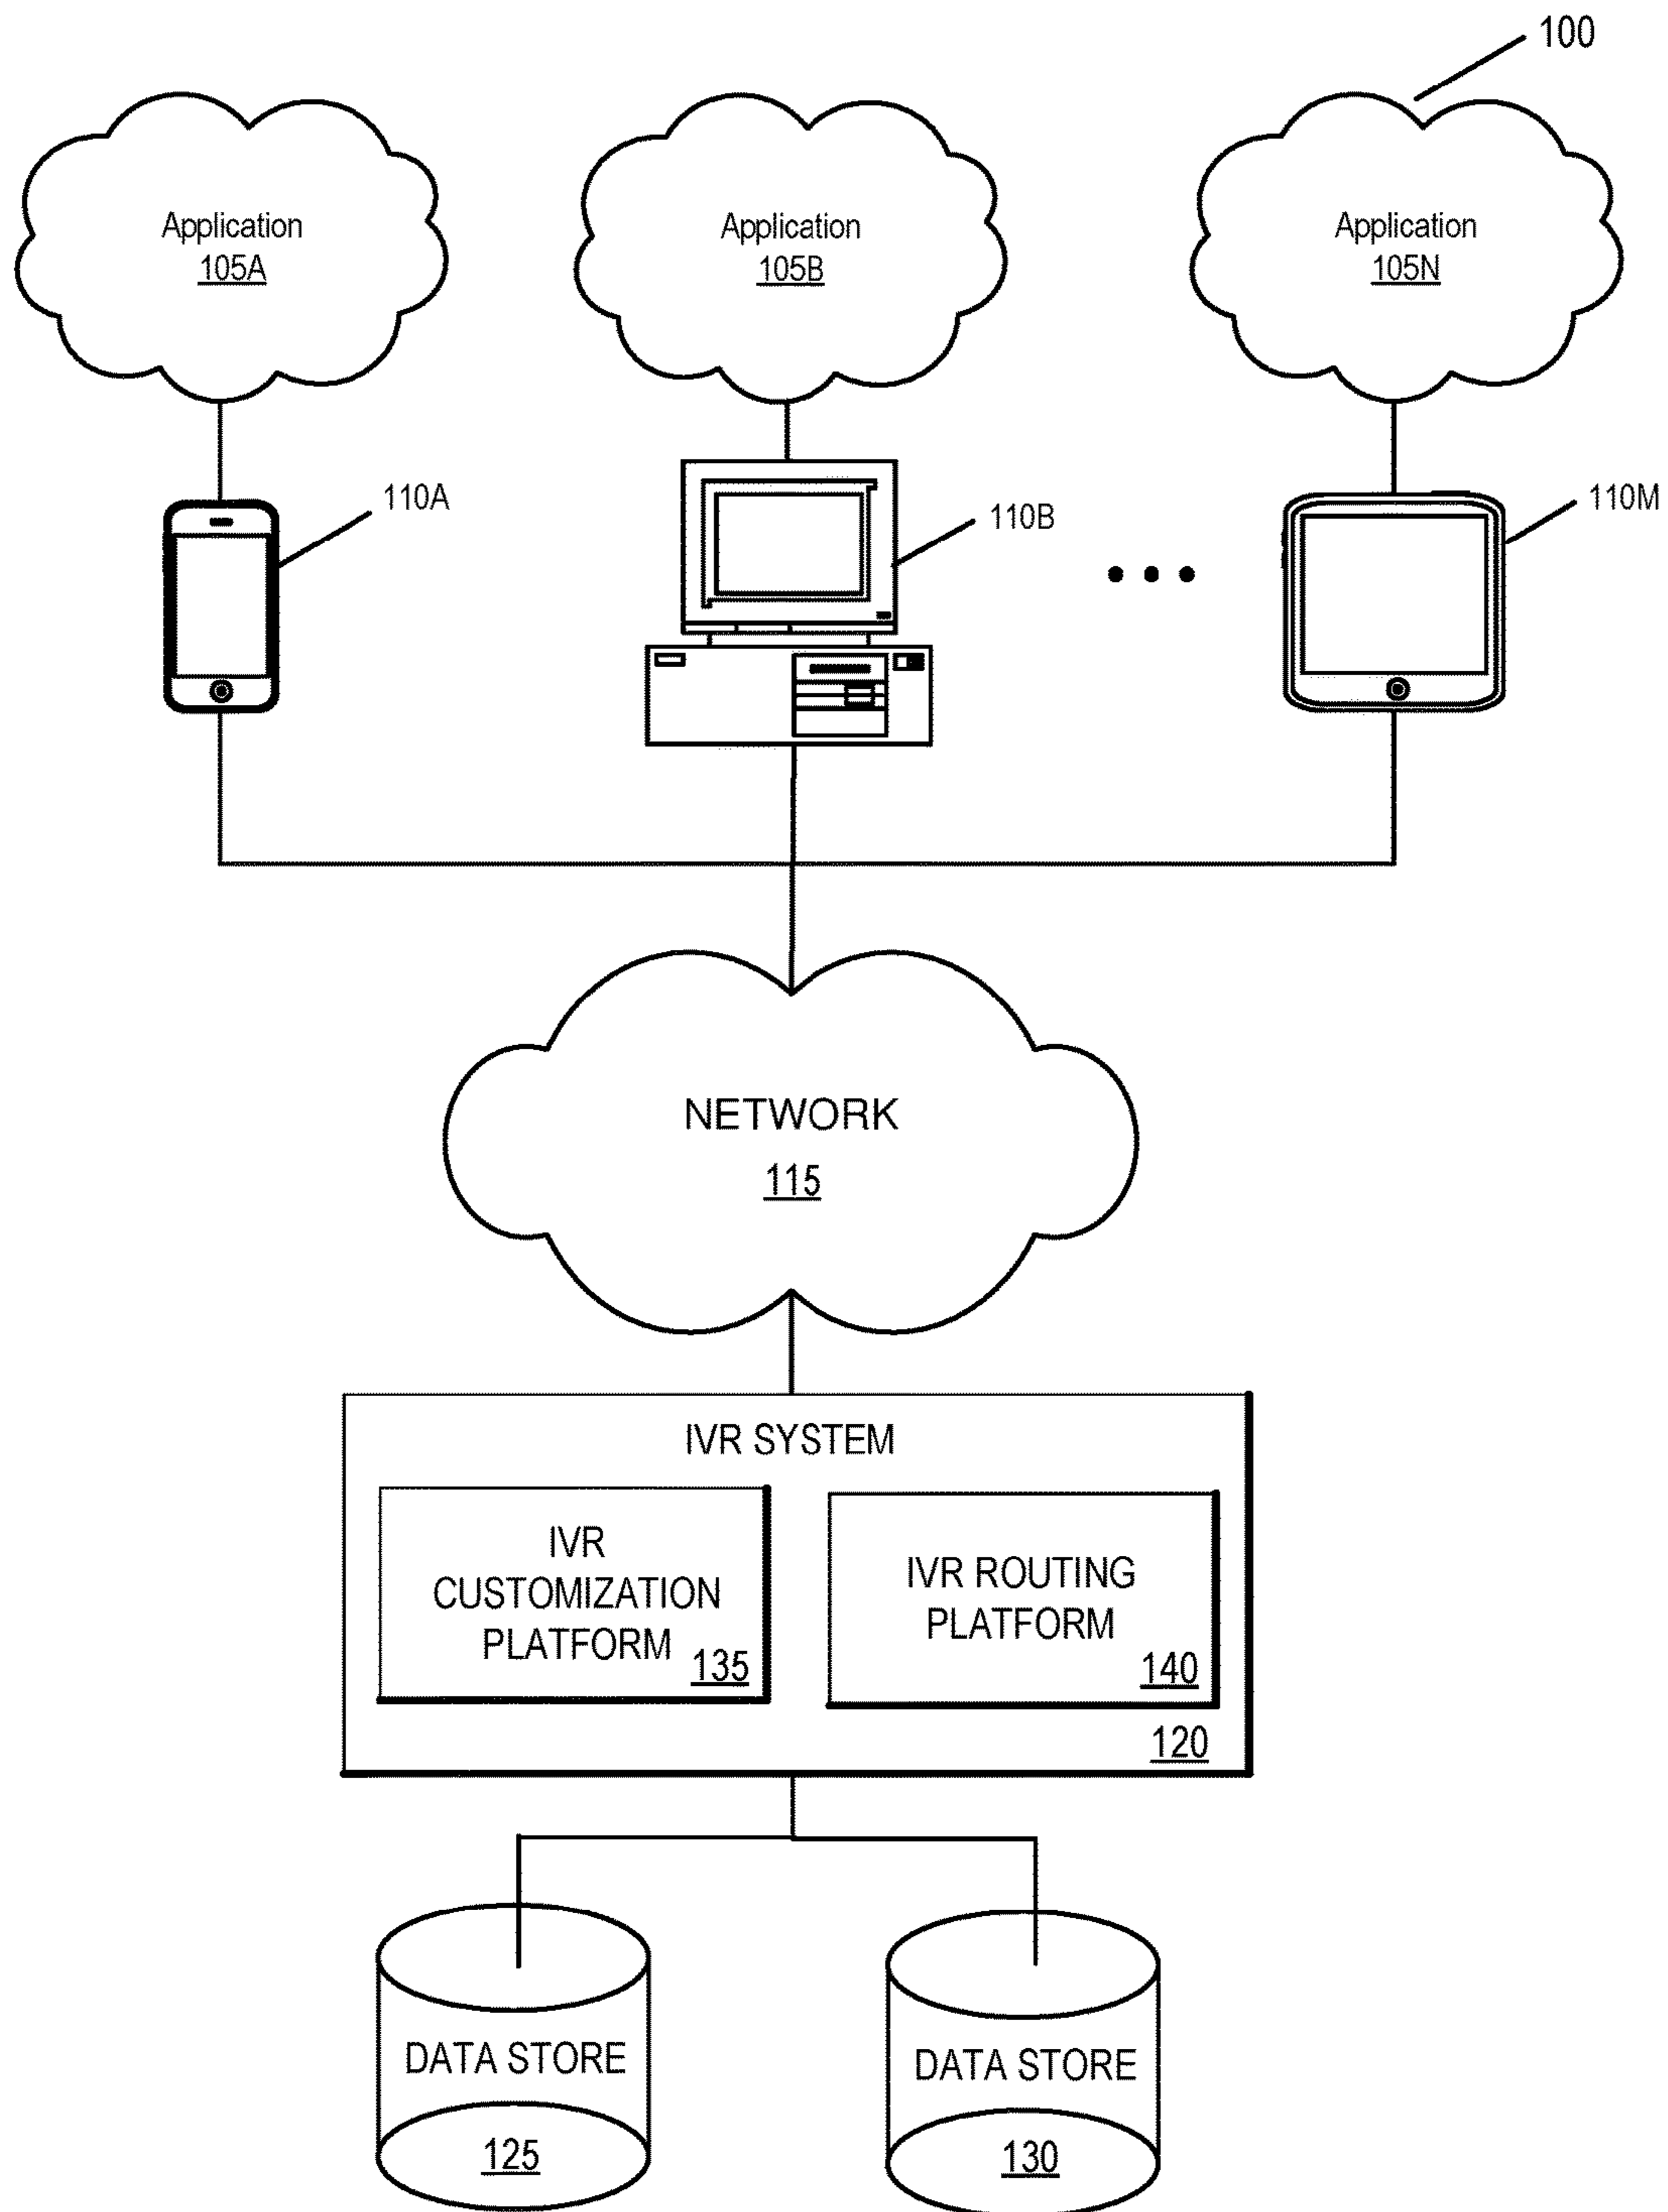 100
Application
105A
Application
105B
Application
105N
110A
110B
110M
NETWORK
115
IVR SYSTEM
IVR
CUSTOMIZATION
PLATFORM
135
IVR ROUTING
PLATFORM
140
120
DATA STORE
125
DATA STORE
130